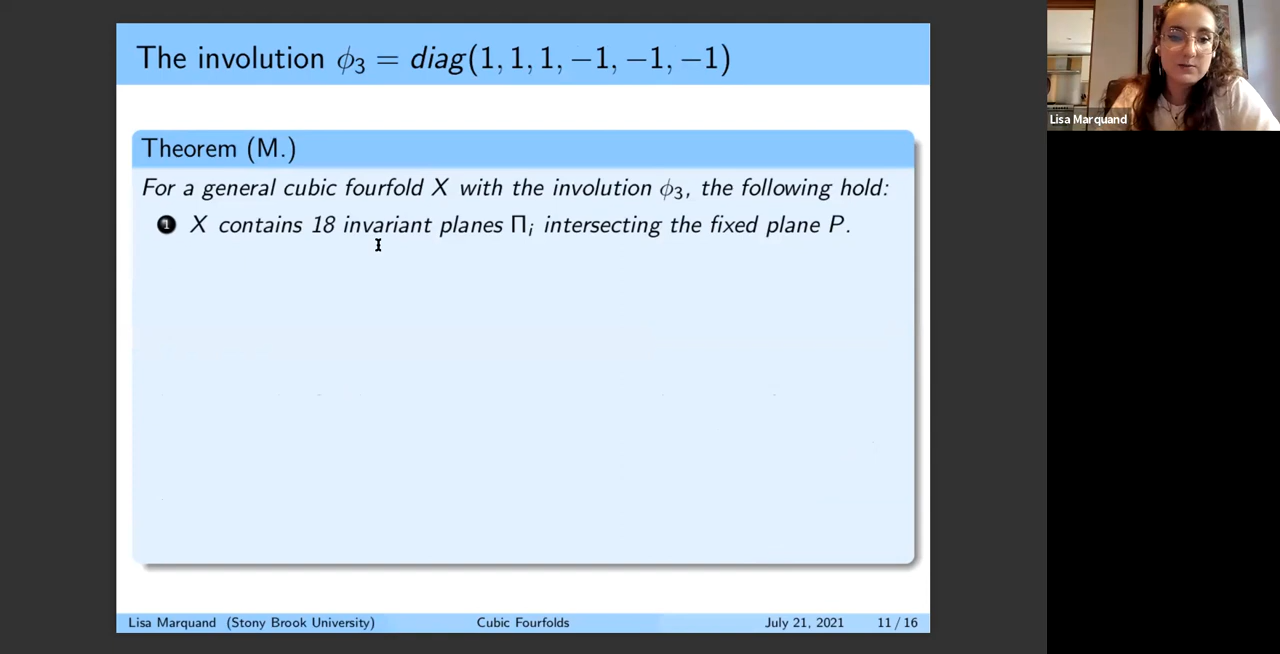 The involution ϕ₃ = diag(1, 1, 1, −1, −1, −1)
Theorem (M.)
For a general cubic fourfold X with the involution ϕ₃, the following hold:
1 X contains 18 invariant planes Πᵢ intersecting the fixed plane P.
Lisa Marquand (Stony Brook University) Cubic Fourfolds July 21, 2021 11 / 16
Lisa Marquand